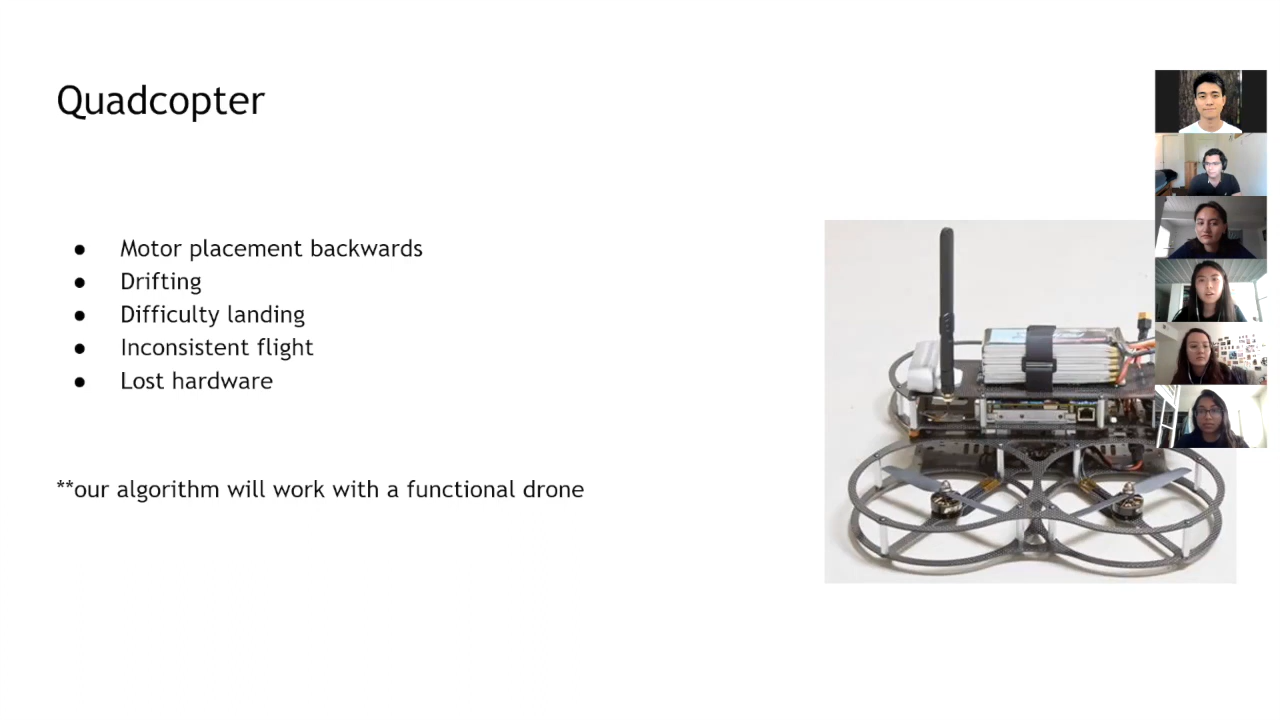 Quadcopter
● Motor placement backwards
● Drifting
● Difficulty landing
● Inconsistent flight
● Lost hardware
**our algorithm will work with a functional drone